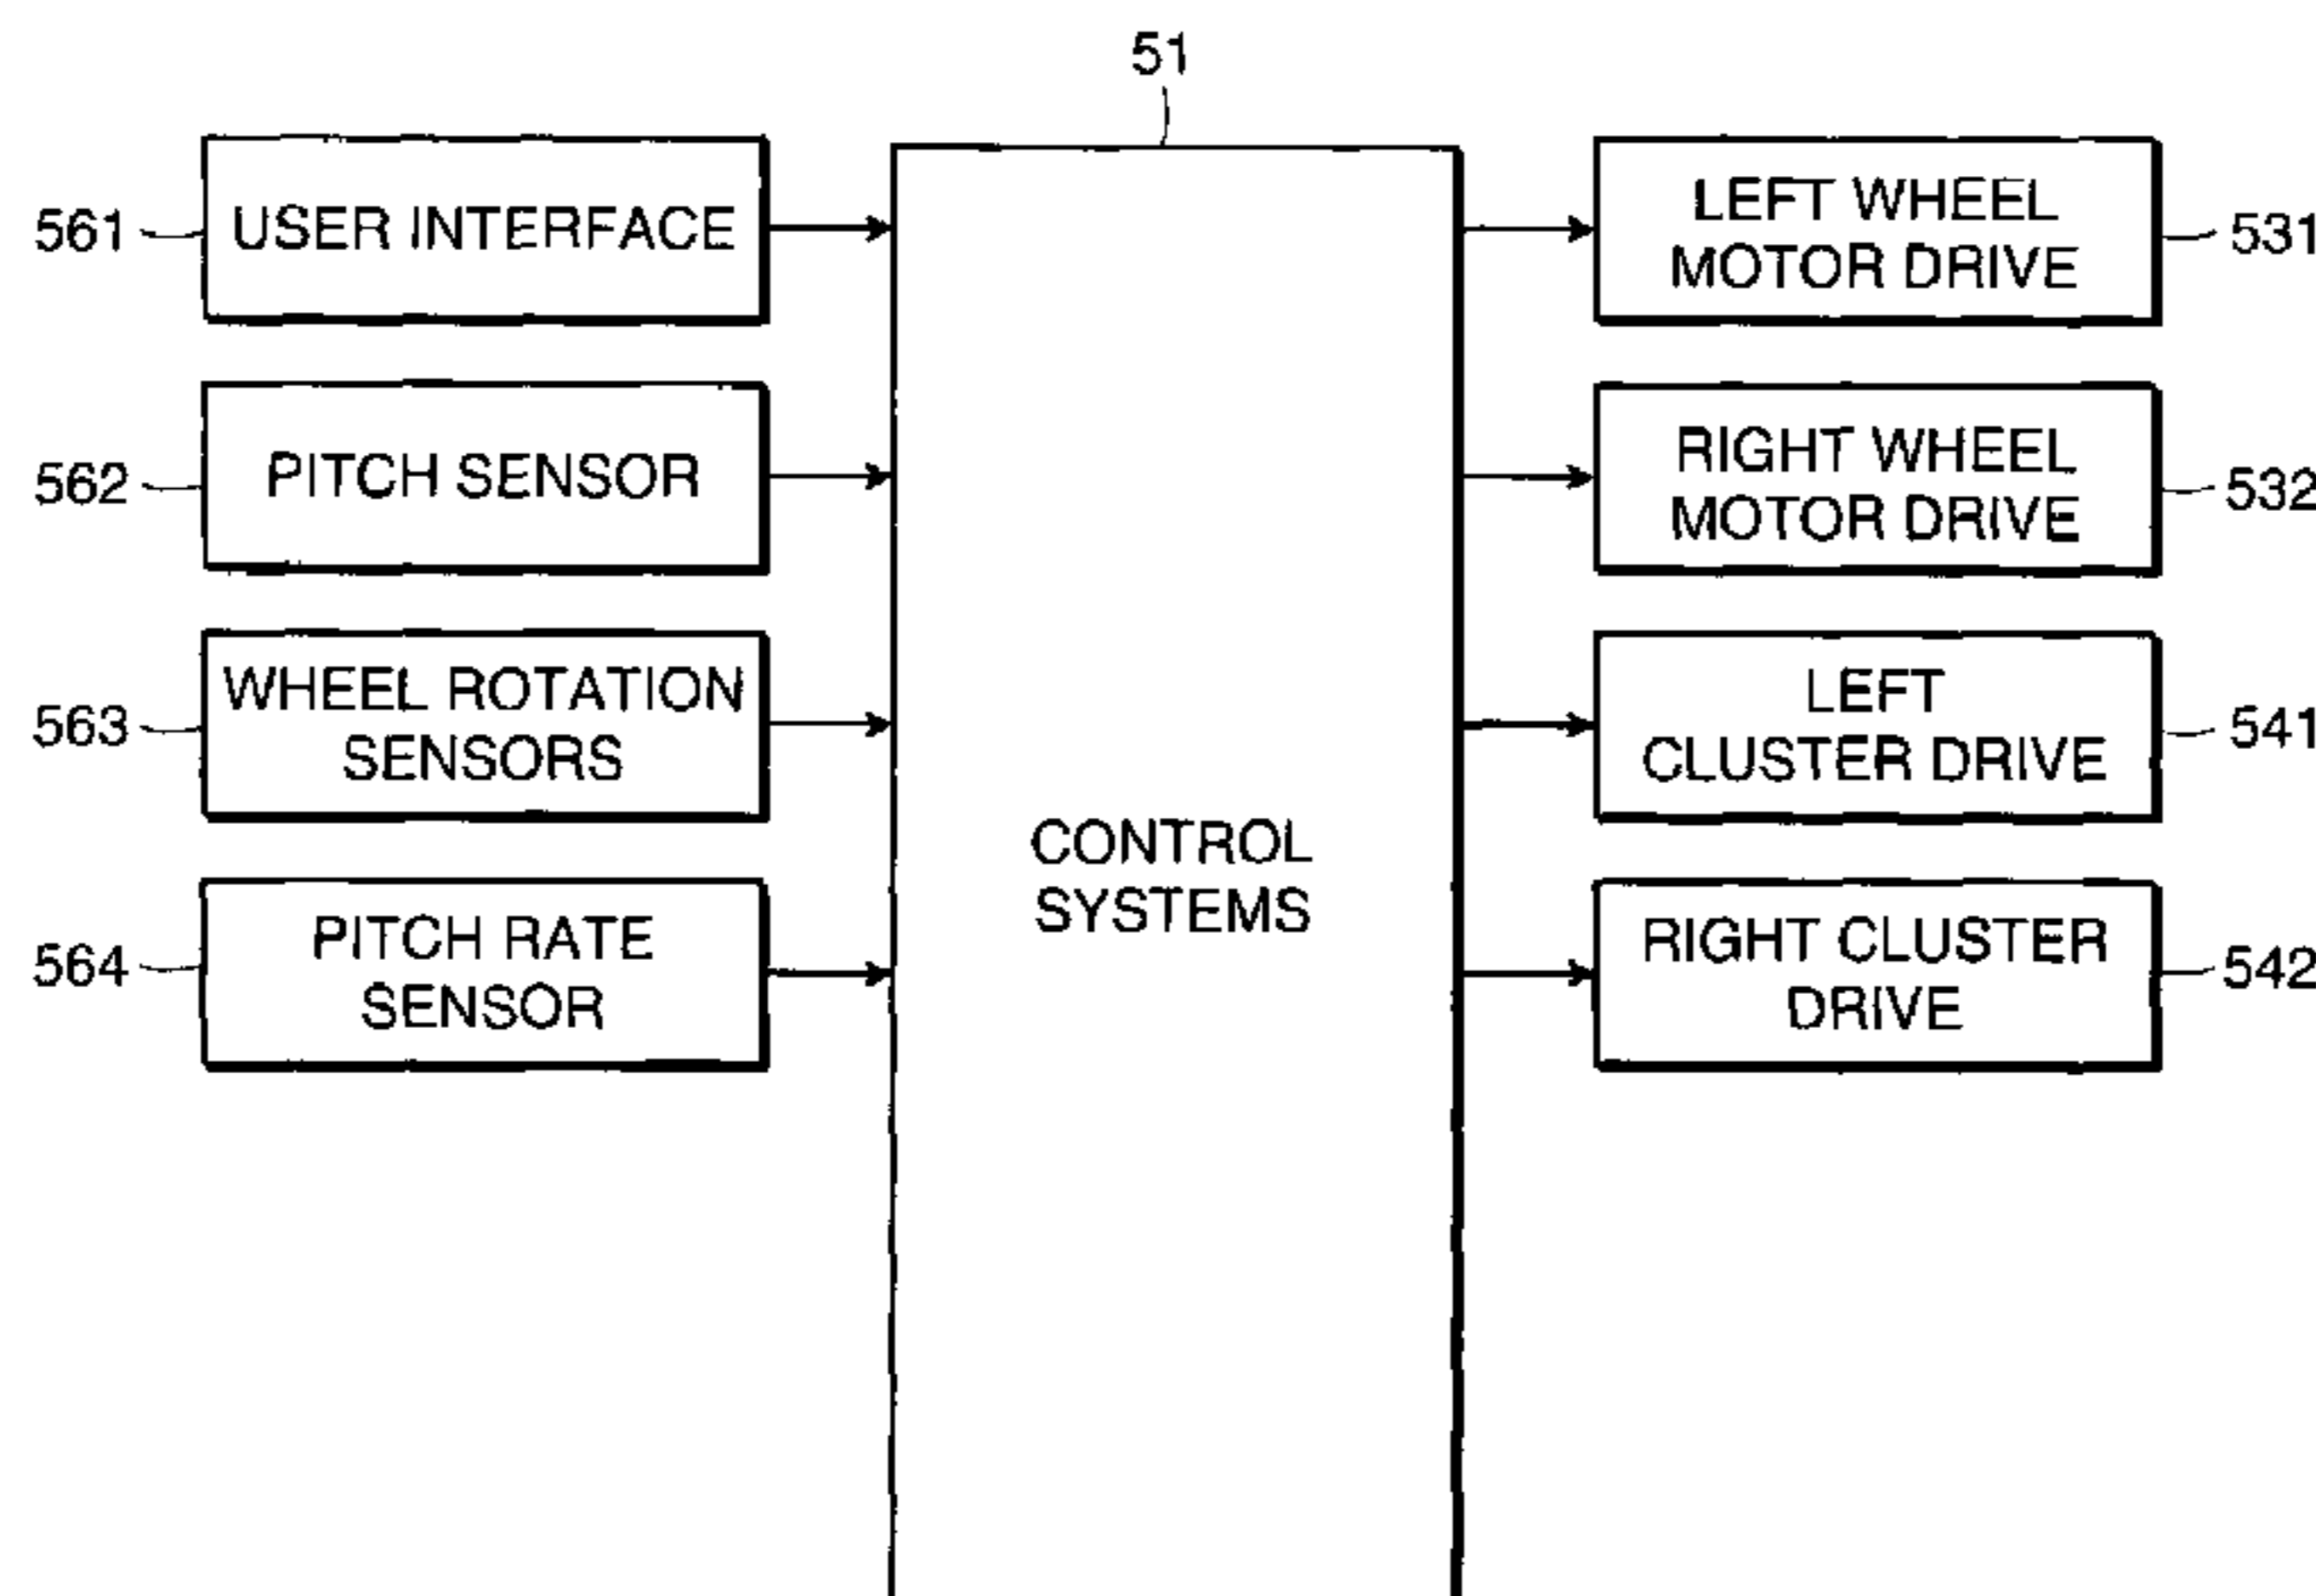 51
561
USER INTERFACE
562
PITCH SENSOR
563
WHEEL ROTATION
SENSORS
564
PITCH RATE
SENSOR
CONTROL
SYSTEMS
LEFT WHEEL
MOTOR DRIVE
531
RIGHT WHEEL
MOTOR DRIVE
532
LEFT
CLUSTER DRIVE
541
RIGHT CLUSTER
DRIVE
542